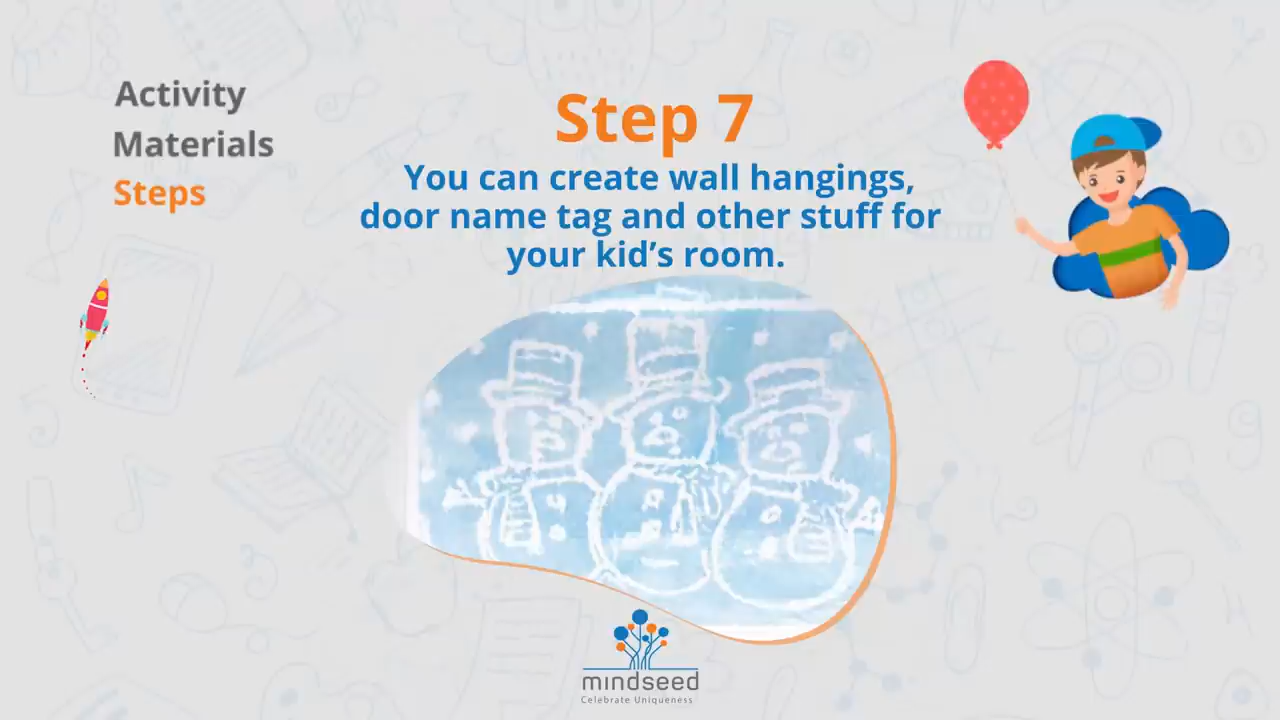 Activity
Materials
Steps
Step 7
You can create wall hangings,
door name tag and other stuff for
your kid’s room.
mindseed
Celebrate Uniqueness